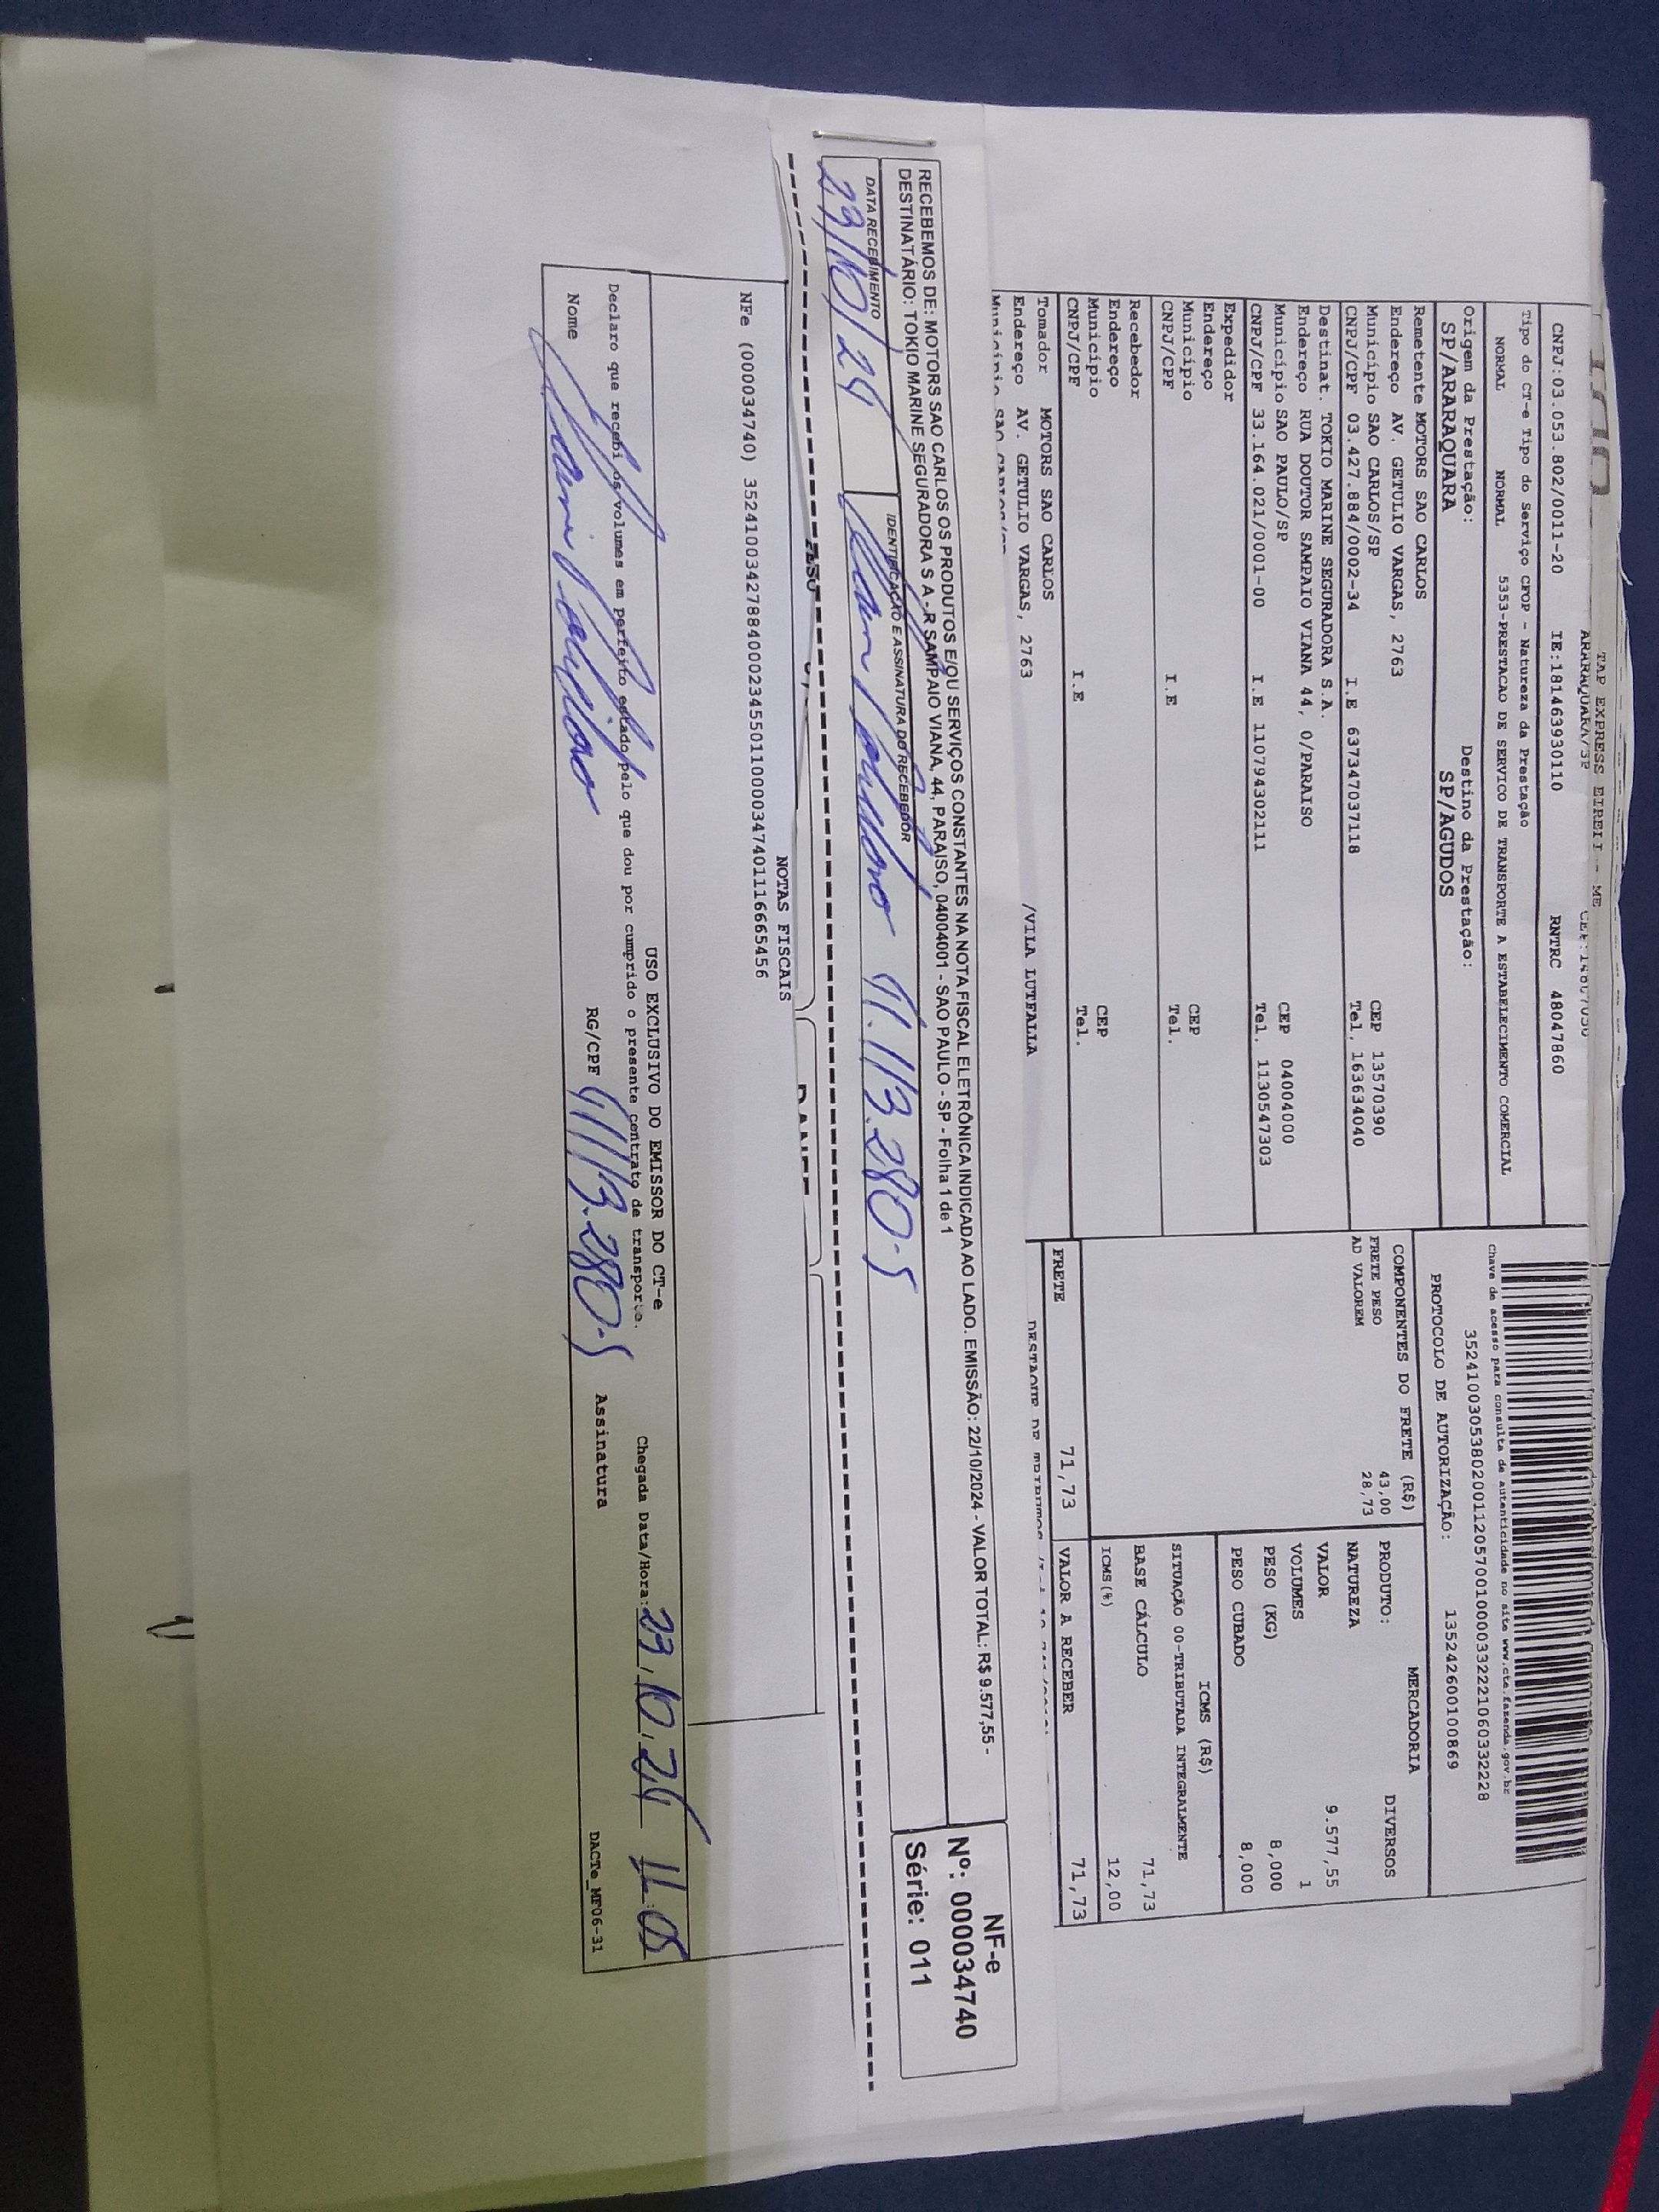 TAP EXPRESS EIRELI - ME
ARARAQUARA/SP
CNPJ:03.053.802/0011-20 IE:181463930110 RNTRC 48047860
Tipo do CT-e Tipo do Serviço CFOP - Natureza da Prestação
NORMAL NORMAL 5353-PRESTACAO DE SERVICO DE TRANSPORTE A ESTABELECIMENTO COMERCIAL
Origem da Prestação: Destino da Prestação:
SP/ARARAQUARA SP/AGUDOS
Remetente MOTORS SAO CARLOS
Endereço AV. GETULIO VARGAS, 2763 CEP 13570390
Município SAO CARLOS/SP Tel. 163634040
CNPJ/CPF 03.427.884/0002-34 I.E 637347037118
Destinat. TOKIO MARINE SEGURADORA S.A.
Endereço RUA DOUTOR SAMPAIO VIANA 44, 0/PARAISO
Município SAO PAULO/SP CEP 04004000
CNPJ/CPF 33.164.021/0001-00 I.E 110794302111 Tel. 1130547303
Expedidor
Endereço
Município CEP
CNPJ/CPF I.E Tel.
Recebedor
Endereço
Município CEP
CNPJ/CPF I.E Tel.
Tomador MOTORS SAO CARLOS
Endereço AV. GETULIO VARGAS, 2763 /VILA LUTFALLA
Chave de acesso para consulta de autenticidade no site www.cte.fazenda.gov.br
35241003053802001120570010000332221060332228
PROTOCOLO DE AUTORIZAÇÃO: 135242600100869
COMPONENTES DO FRETE (R$)
FRETE PESO 43,00
AD VALOREM 28,73
MERCADORIA
PRODUTO: DIVERSOS
NATUREZA
VALOR 9.577,55
VOLUMES 1
PESO (KG) 8,000
PESO CUBADO 8,000
ICMS (R$)
SITUAÇÃO 00-TRIBUTADA INTEGRALMENTE
BASE CÁLCULO 71,73
ICMS(%) 12,00
FRETE 71,73 VALOR A RECEBER 71,73
RECEBEMOS DE: MOTORS SAO CARLOS OS PRODUTOS E/OU SERVIÇOS CONSTANTES NA NOTA FISCAL ELETRÔNICA INDICADA AO LADO. EMISSÃO: 22/10/2024 - VALOR TOTAL: R$ 9.577,55 -
DESTINATÁRIO: TOKIO MARINE SEGURADORA S A - R SAMPAIO VIANA, 44, PARAISO, 04004001 - SAO PAULO - SP - Folha 1 de 1
NF-e
Nº: 000034740
Série: 011
DATA RECEBIMENTO IDENTIFICAÇÃO E ASSINATURA DO RECEBEDOR
23/10/24 41.113.280-5
NOTAS FISCAIS
NFe (000034740) 35241003427884000234550110000347401116665456
USO EXCLUSIVO DO EMISSOR DO CT-e
Declaro que recebi os volumes em perfeito estado pelo que dou por cumprido o presente contrato de transporte.
Chegada Data/Hora: 23,10,24 11:05
Nome RG/CPF 41113.280-5 Assinatura
DACTe_MF06-31